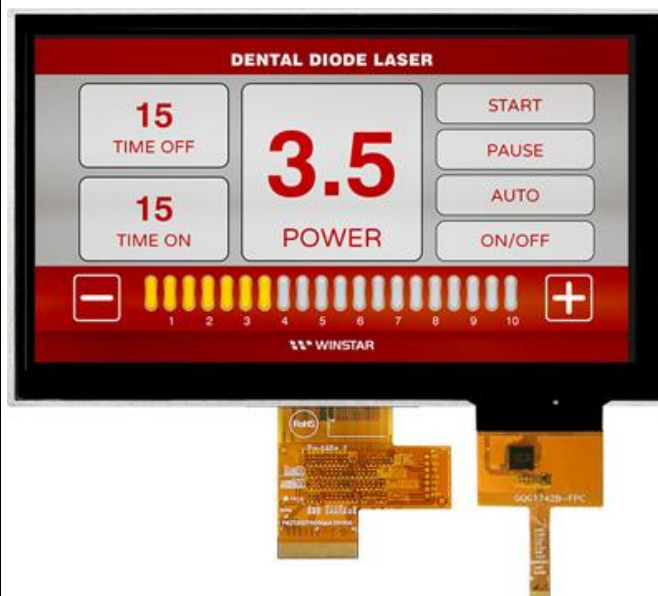 DENTAL DIODE LASER
15
TIME OFF
15
TIME ON
3.5
POWER
START
PAUSE
AUTO
ON/OFF
1 2 3 4 5 6 7 8 9 10
WINSTAR
RoHS